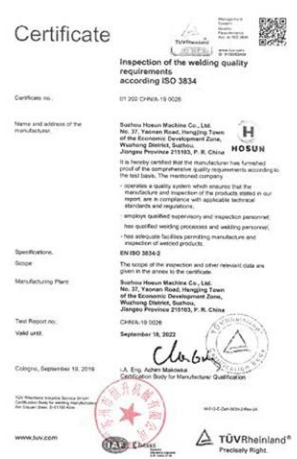 Management
System
TÜVRheinland
www.tuv.com
Certificate
Inspection of the welding quality
requirements
according ISO 3834
Certificate no.: 01 202 CHN/A-19 0026
Name and address of the
manufacturer:
Suzhou Hosun Machine Co., Ltd.
No. 37, Yaonan Road, Hengjing Town
of the Economic Development Zone,
Wuzhong District, Suzhou,
Jiangsu Province 215103, P. R. China
HOSUN
It is hereby certified that the manufacturer has furnished
proof of the comprehensive quality requirements according to
the test basis. The mentioned company
- operates a quality system which ensures that the
manufacture and inspection of the products stated in our
report, are in compliance with applicable technical
standards and regulations;
- employs qualified supervisory and inspection personnel;
- has qualified welding processes and welding personnel;
- has adequate facilities permitting manufacture and
inspection of welded products.
Specifications: EN ISO 3834-2
Scope: The scope of the inspection and other relevant data are
given in the annex to the certificate.
Manufacturing Plant: Suzhou Hosun Machine Co., Ltd.
No. 37, Yaonan Road, Hengjing Town
of the Economic Development Zone,
Wuzhong District, Suzhou,
Jiangsu Province 215103, P. R. China
Test Report no.: CHN/A-19 0026
Valid until: September 18, 2022
Cologne, September 19, 2019
i.A. Eng. Achim Makowka
Certification Body for Manufacturer Qualification
www.tuv.com
IAF
TÜVRheinland®
Precisely Right.